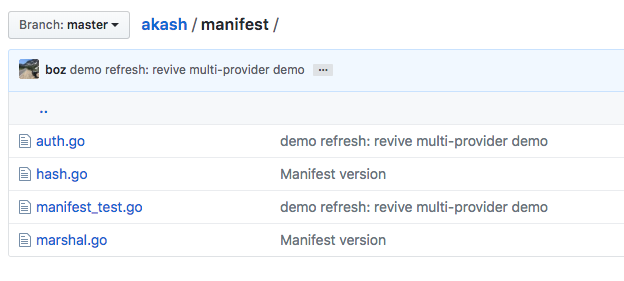 Branch: master akash / manifest /
boz demo refresh: revive multi-provider demo ...
..
auth.go demo refresh: revive multi-provider demo
hash.go Manifest version
manifest_test.go demo refresh: revive multi-provider demo
marshal.go Manifest version